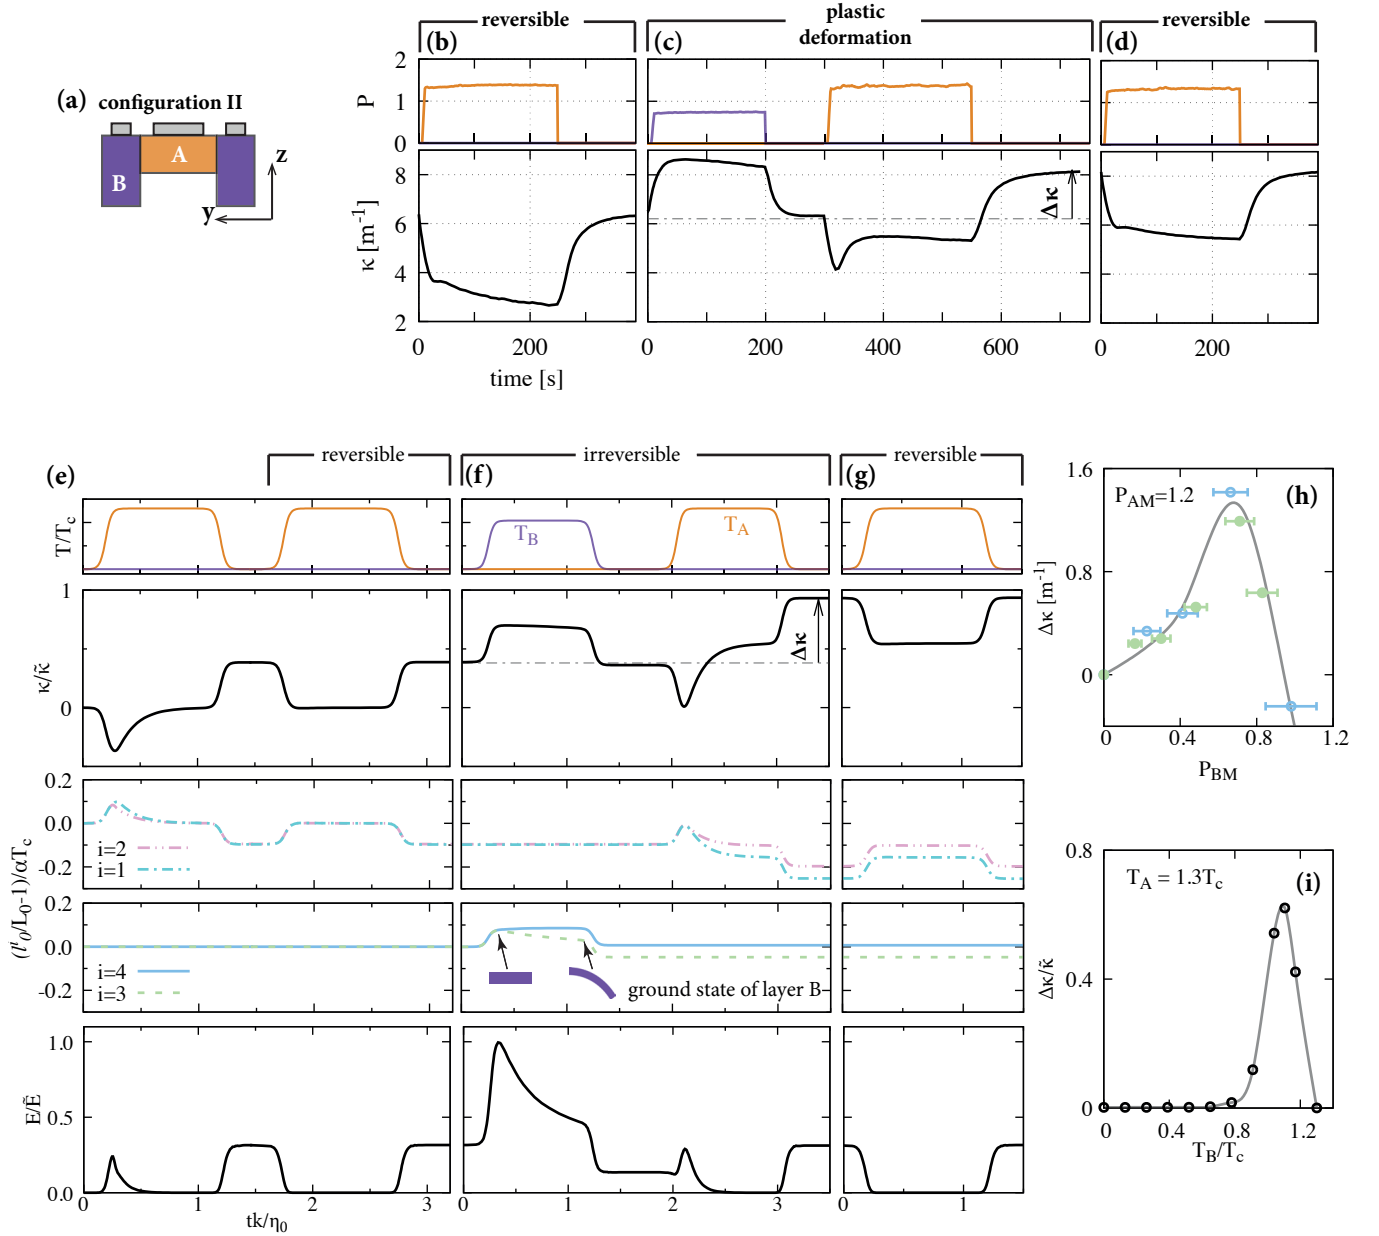 reversible
plastic
deformation
reversible
(a)
configuration II
A
B
z
y
(b)
(c)
(d)
P
2
1
0
κ [m⁻¹]
8
6
4
2
Δκ
0
200
0
200
400
600
0
200
time [s]
(e)
reversible
(f)
irreversible
(g)
reversible
T/T_c
T_B
T_A
κ/κ̃
1
0
Δκ
(lⁱ₀/L₀-1)/αT_c
0.2
0.0
-0.2
i=2
i=1
0.2
0.0
-0.2
i=4
i=3
ground state of layer B
E/Ẽ
1.0
0.5
0.0
0
1
2
3
0
1
2
3
0
1
tk/η₀
(h)
P_AM=1.2
Δκ [m⁻¹]
1.6
0.8
0
0
0.4
0.8
1.2
P_BM
(i)
T_A = 1.3T_c
Δκ/κ̃
0.8
0.4
0
0
0.4
0.8
1.2
T_B/T_c